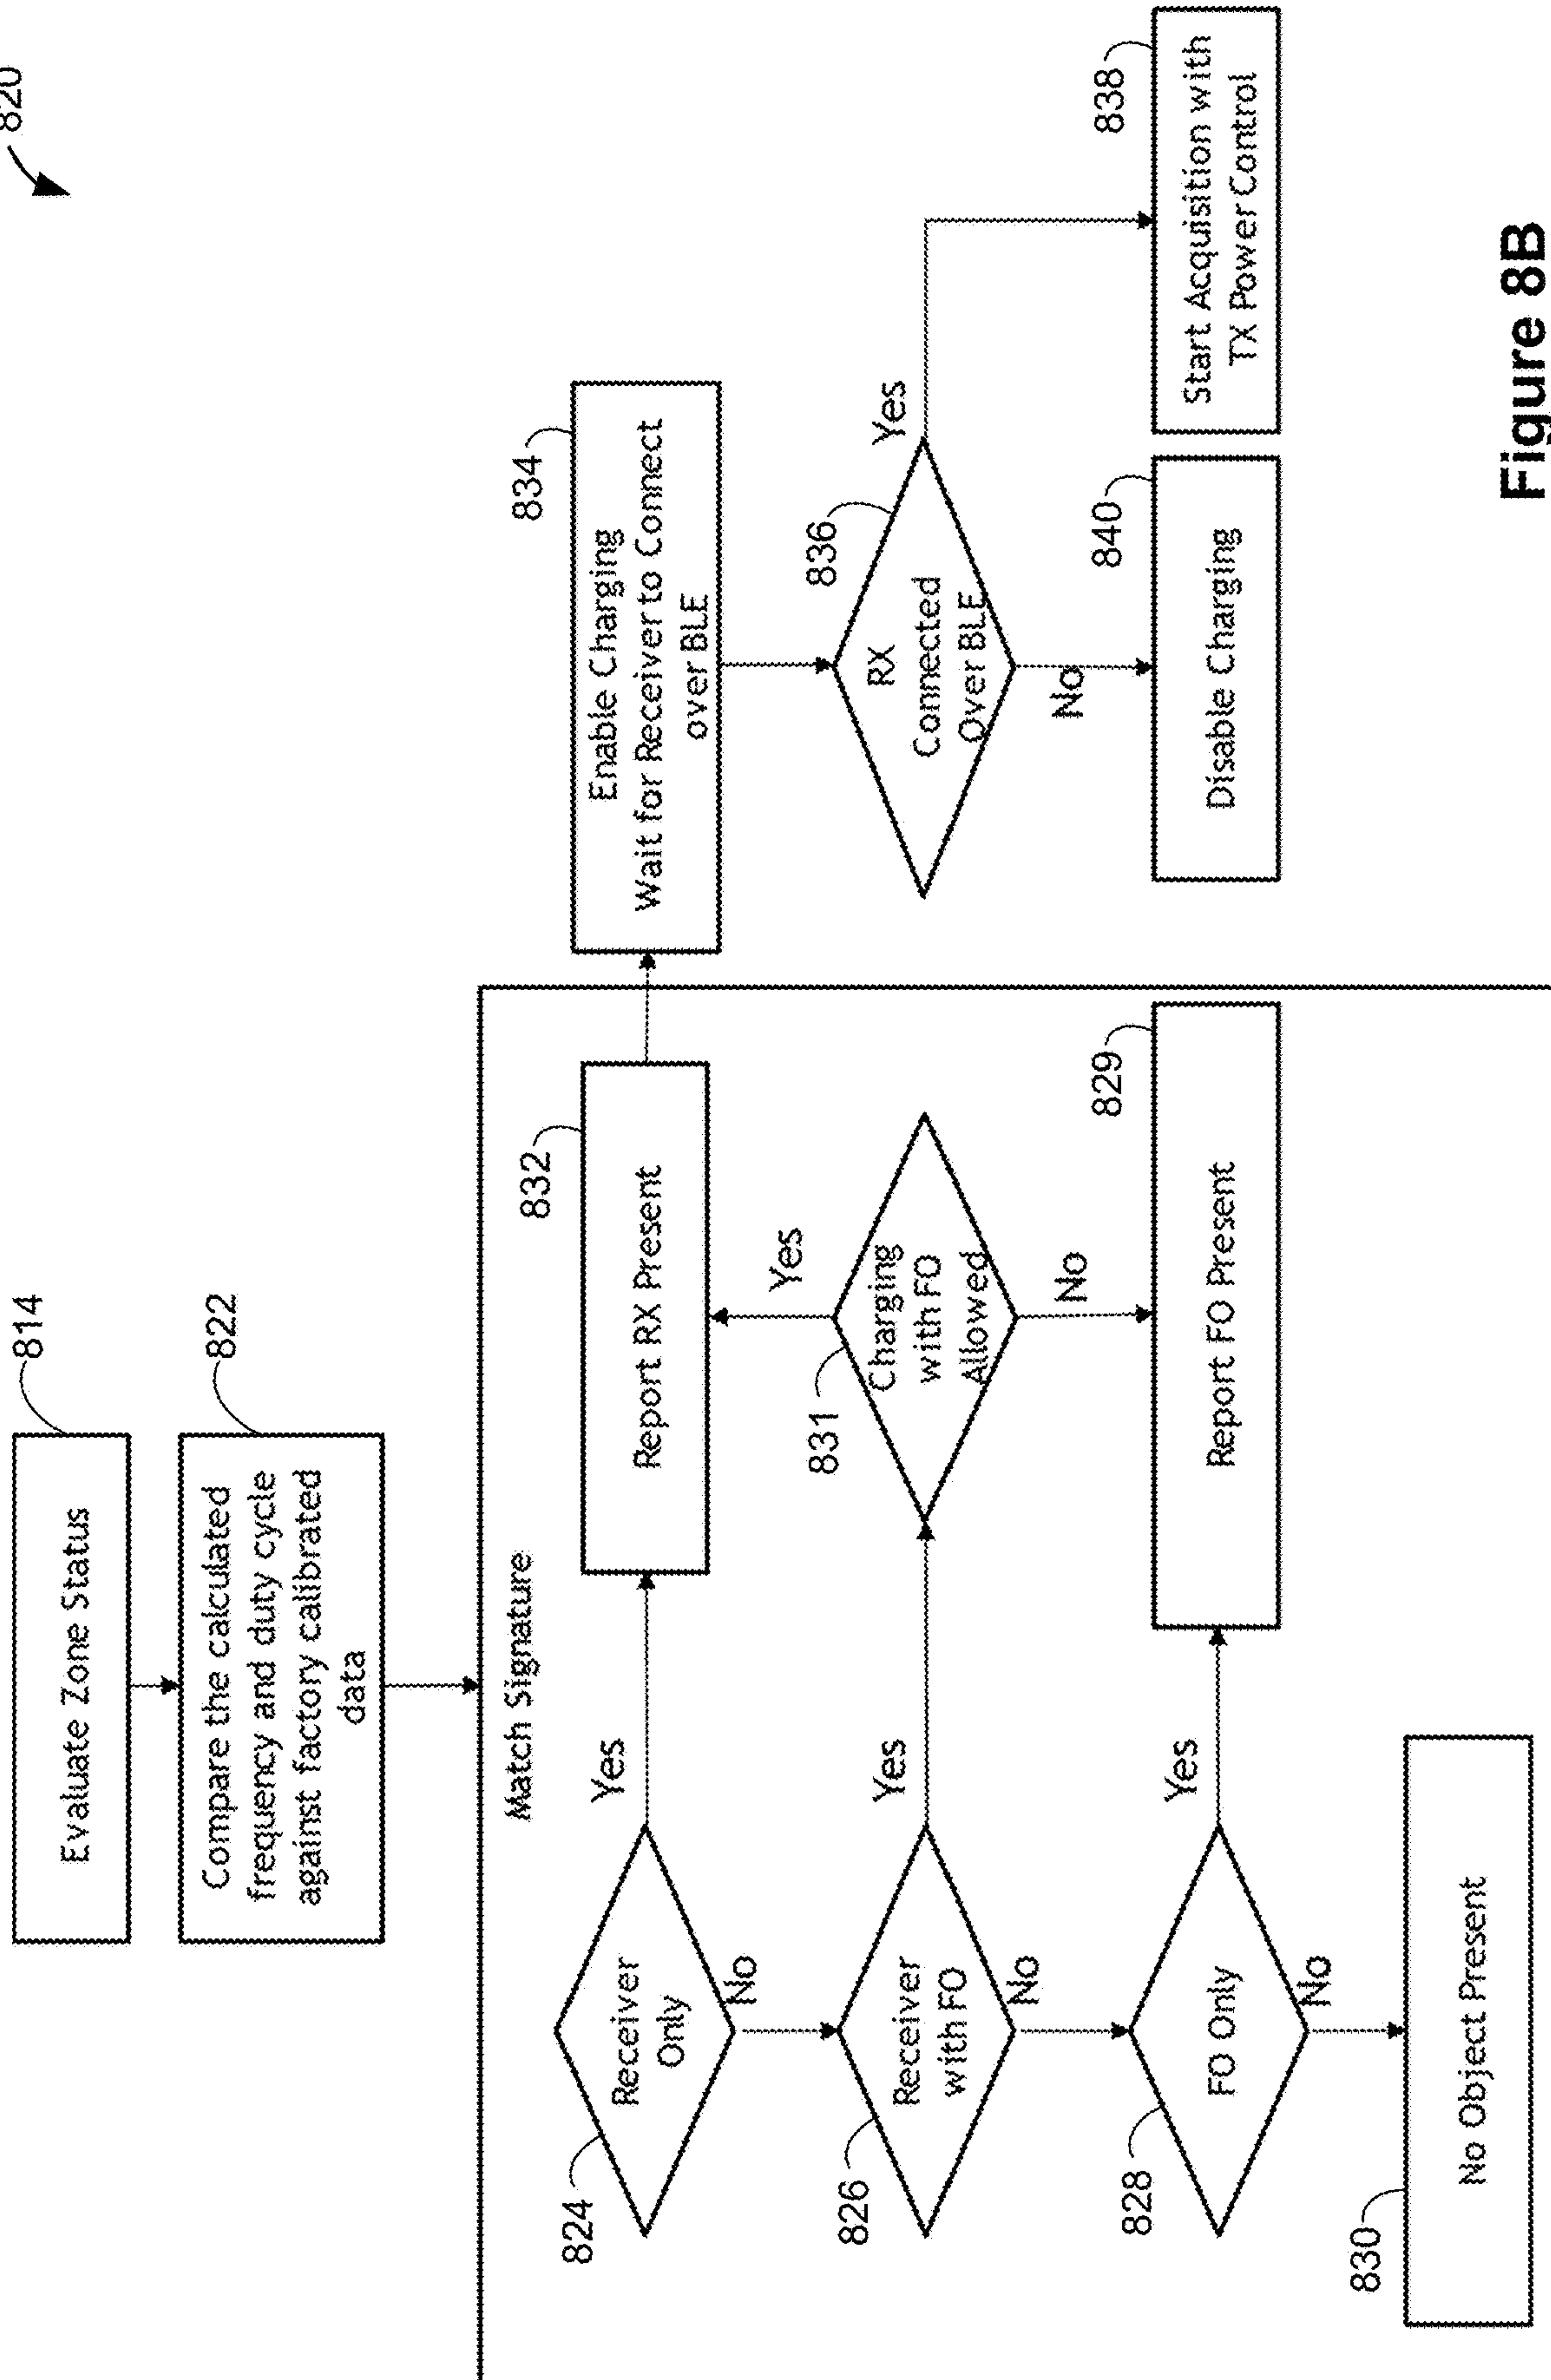 820
814
Evaluate Zone Status
822
Compare the calculated
frequency and duty cycle
against factory calibrated
data
Match Signature
824
Receiver
Only
Yes
No
832
Report RX Present
834
Enable Charging
Wait for Receiver to Connect
over BLE
826
Receiver
with FO
Yes
No
831
Charging
with FO
Allowed
Yes
No
836
RX
Connected
Over BLE
Yes
No
828
FO Only
Yes
No
829
Report FO Present
840
Disable Charging
838
Start Acquisition with
TX Power Control
830
No Object Present
Figure 8B